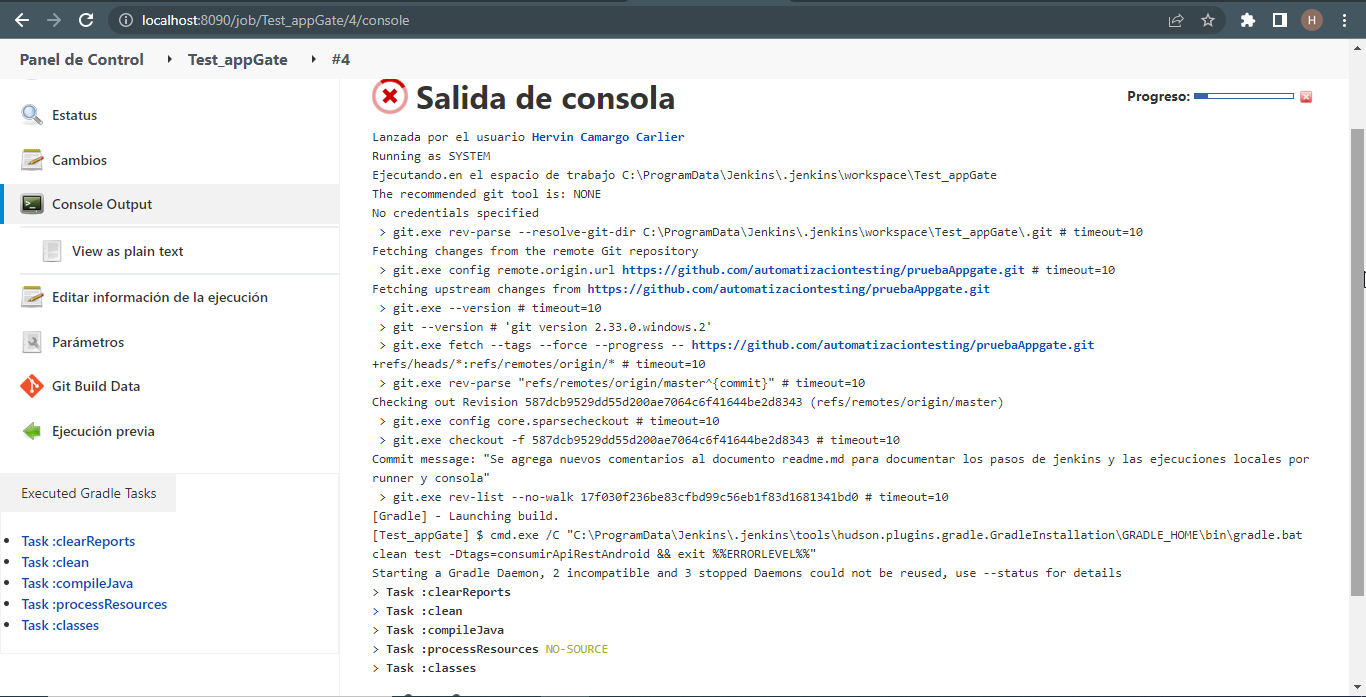 localhost:8090/job/Test_appGate/4/console
H
Panel de Control
Test_appGate
#4
Estatus
Cambios
Console Output
View as plain text
Editar información de la ejecución
Parámetros
Git Build Data
Ejecución previa
Executed Gradle Tasks
Task :clearReports
Task :clean
Task :compileJava
Task :processResources
Task :classes
Salida de consola
Progreso:
Lanzada por el usuario Hervin Camargo Carlier
Running as SYSTEM
Ejecutando.en el espacio de trabajo C:\ProgramData\Jenkins\.jenkins\workspace\Test_appGate
The recommended git tool is: NONE
No credentials specified
> git.exe rev-parse --resolve-git-dir C:\ProgramData\Jenkins\.jenkins\workspace\Test_appGate\.git # timeout=10
Fetching changes from the remote Git repository
> git.exe config remote.origin.url https://github.com/automatizaciontesting/pruebaAppgate.git # timeout=10
Fetching upstream changes from https://github.com/automatizaciontesting/pruebaAppgate.git
> git.exe --version # timeout=10
> git --version # 'git version 2.33.0.windows.2'
> git.exe fetch --tags --force --progress -- https://github.com/automatizaciontesting/pruebaAppgate.git
+refs/heads/*:refs/remotes/origin/* # timeout=10
> git.exe rev-parse "refs/remotes/origin/master^{commit}" # timeout=10
Checking out Revision 587dcb9529dd55d200ae7064c6f41644be2d8343 (refs/remotes/origin/master)
> git.exe config core.sparsecheckout # timeout=10
> git.exe checkout -f 587dcb9529dd55d200ae7064c6f41644be2d8343 # timeout=10
Commit message: "Se agrega nuevos comentarios al documento readme.md para documentar los pasos de jenkins y las ejecuciones locales por
runner y consola"
> git.exe rev-list --no-walk 17f030f236be83cfbd99c56eb1f83d1681341bd0 # timeout=10
[Gradle] - Launching build.
[Test_appGate] $ cmd.exe /C "C:\ProgramData\Jenkins\.jenkins\tools\hudson.plugins.gradle.GradleInstallation\GRADLE_HOME\bin\gradle.bat
clean test -Dtags=consumirApiRestAndroid && exit %%ERRORLEVEL%%"
Starting a Gradle Daemon, 2 incompatible and 3 stopped Daemons could not be reused, use --status for details
> Task :clearReports
> Task :clean
> Task :compileJava
> Task :processResources NO-SOURCE
> Task :classes